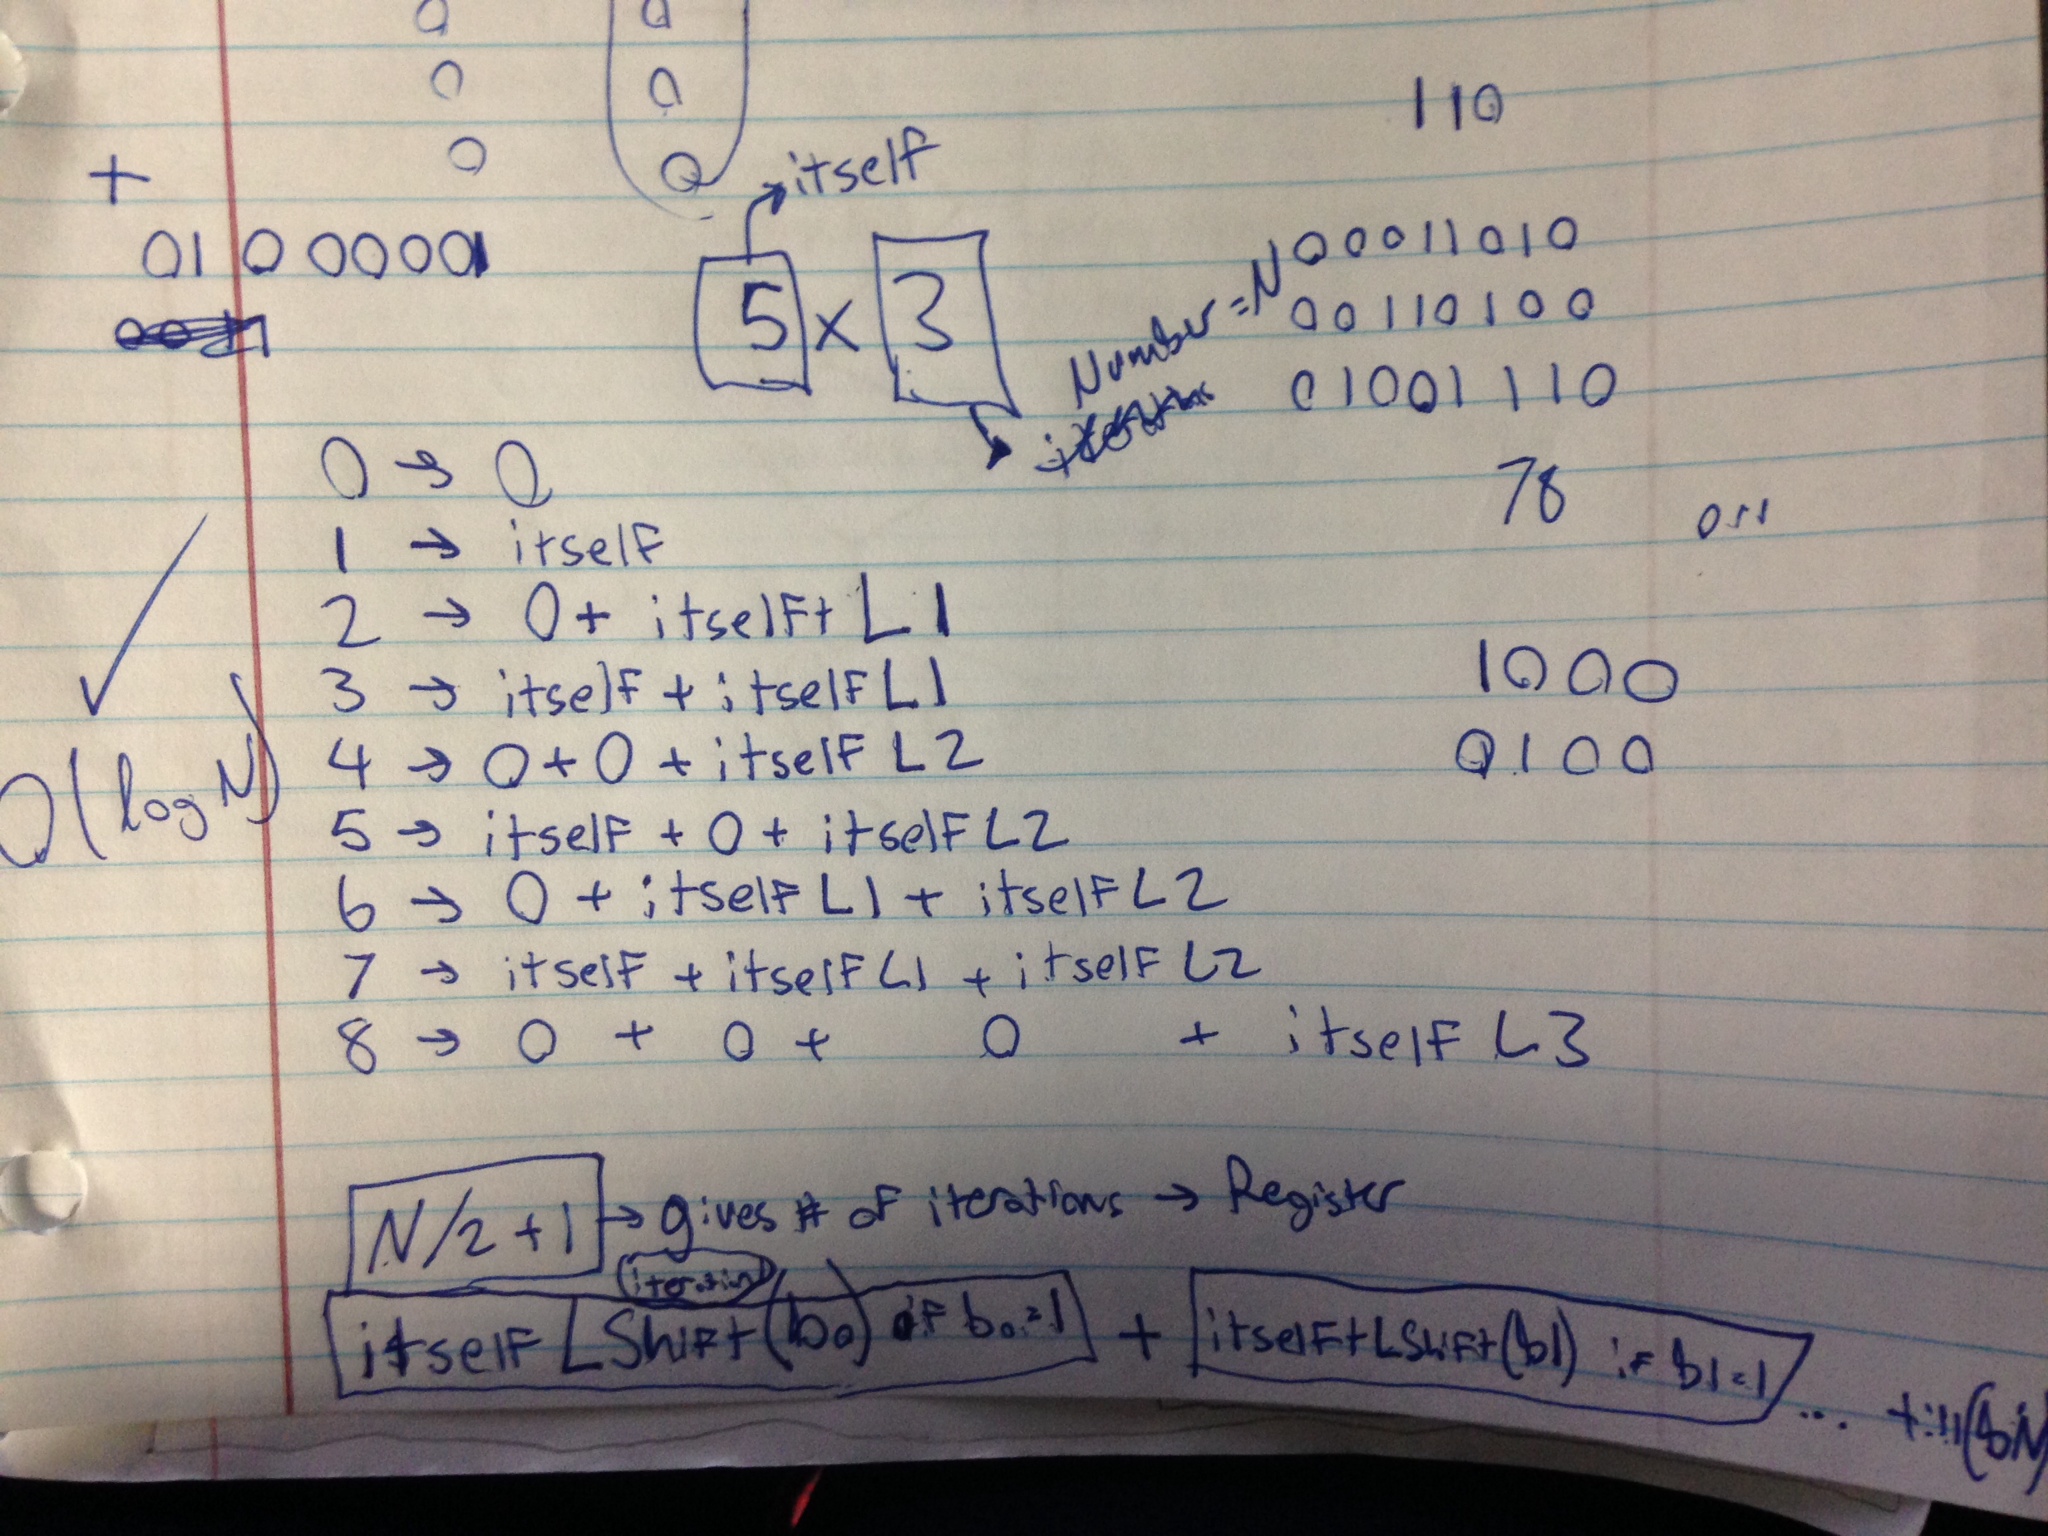 0 0
0 0
110
+ 0 0
itself
01000001
5 x 3
Number = N
00011010
00110100
01001110
78
011
0 → 0
1 → itself
2 → 0 + itself + L1
3 → itself + itself L1
4 → 0 + 0 + itself L2
5 → itself + 0 + itself L2
6 → 0 + itself L1 + itself L2
7 → itself + itself L1 + itself L2
8 → 0 + 0 + 0 + itself L3
1000
0100
O(log N)
N/2+1 → gives # of iterations → Register
(iteration)
itself LShift(b0) if b0=1 + itself+LShift(b1) if b1=1 ... + (bN)